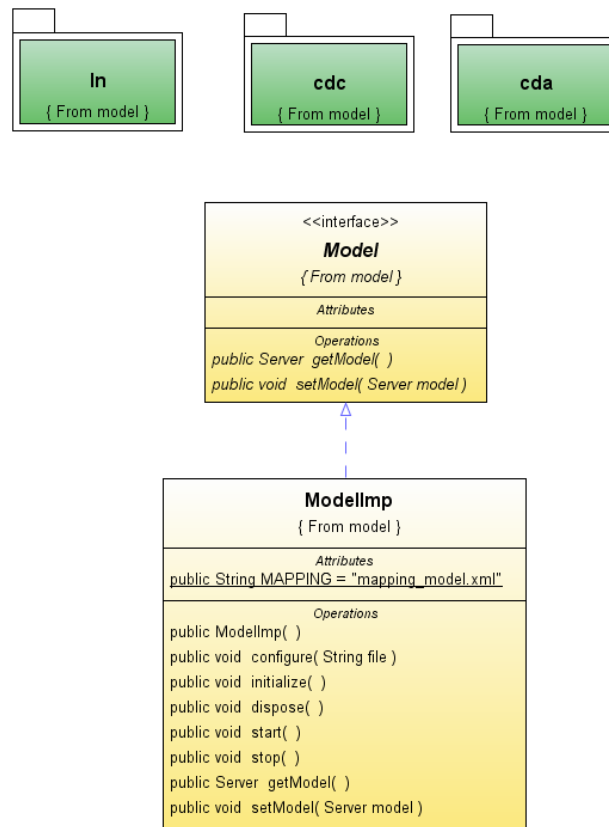 ln
{ From model }
cdc
{ From model }
cda
{ From model }
<<interface>>
Model
{ From model }
Attributes
Operations
public Server getModel( )
public void setModel( Server model )
ModelImp
{ From model }
Attributes
public String MAPPING = "mapping_model.xml"
Operations
public ModelImp( )
public void configure( String file )
public void initialize( )
public void dispose( )
public void start( )
public void stop( )
public Server getModel( )
public void setModel( Server model )